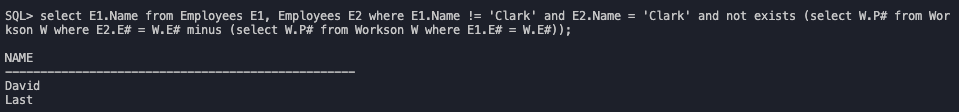 SQL> select E1.Name from Employees E1, Employees E2 where E1.Name != 'Clark' and E2.Name = 'Clark' and not exists (select W.P# from Wor
kson W where E2.E# = W.E# minus (select W.P# from Workson W where E1.E# = W.E#));
NAME
--------------------------------------------------
David
Last